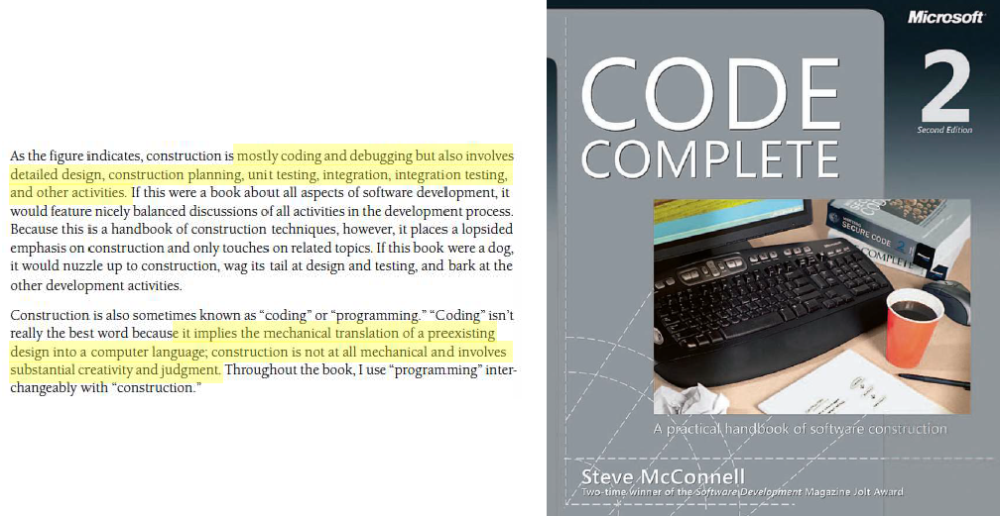 As the figure indicates, construction is mostly coding and debugging but also involves
detailed design, construction planning, unit testing, integration, integration testing,
and other activities. If this were a book about all aspects of software development, it
would feature nicely balanced discussions of all activities in the development process.
Because this is a handbook of construction techniques, however, it places a lopsided
emphasis on construction and only touches on related topics. If this book were a dog,
it would nuzzle up to construction, wag its tail at design and testing, and bark at the
other development activities.
Construction is also sometimes known as “coding” or “programming.” “Coding” isn’t
really the best word because it implies the mechanical translation of a preexisting
design into a computer language; construction is not at all mechanical and involves
substantial creativity and judgment. Throughout the book, I use “programming” inter-
changeably with “construction.”
Microsoft
CODE
COMPLETE
2
Second Edition
SECURE CODE 2
COMPLETE
A practical handbook of software construction
Steve McConnell
Two-time winner of the Software Development Magazine Jolt Award